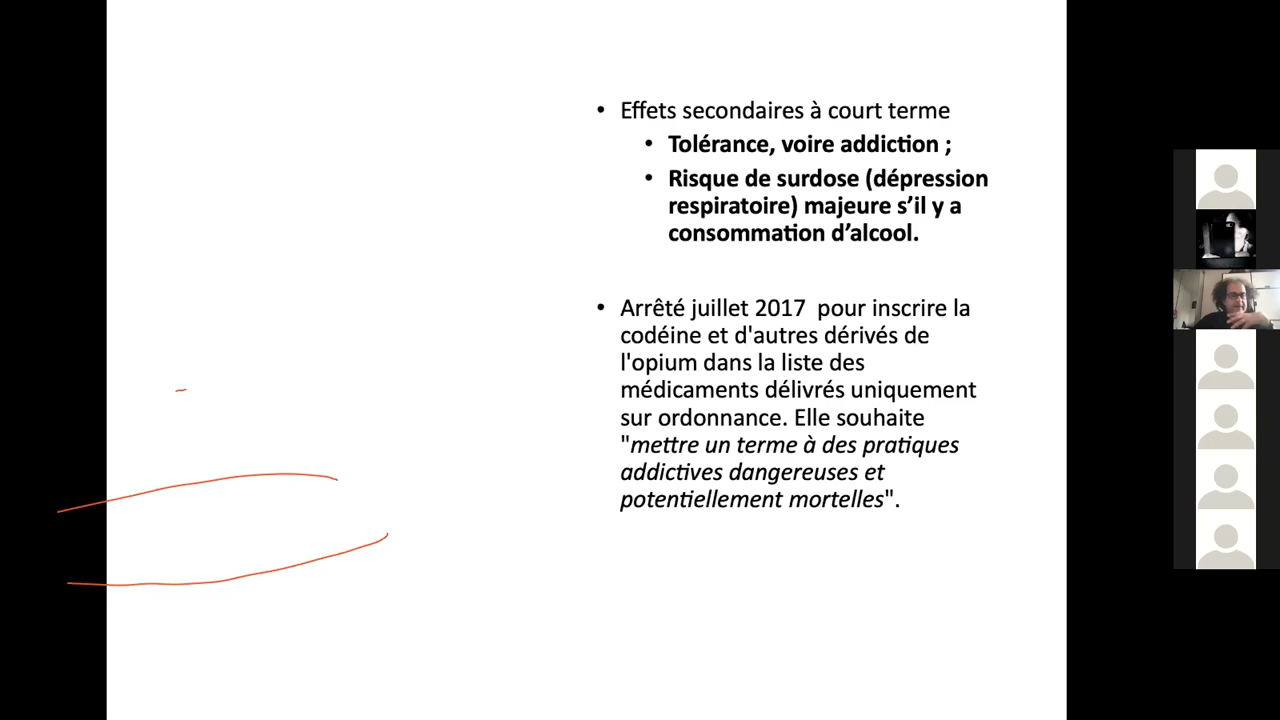 • Effets secondaires à court terme
• Tolérance, voire addiction ;
• Risque de surdose (dépression
respiratoire) majeure s’il y a
consommation d’alcool.
• Arrêté juillet 2017  pour inscrire la
codéine et d'autres dérivés de
l'opium dans la liste des
médicaments délivrés uniquement
sur ordonnance. Elle souhaite
"mettre un terme à des pratiques
addictives dangereuses et
potentiellement mortelles".